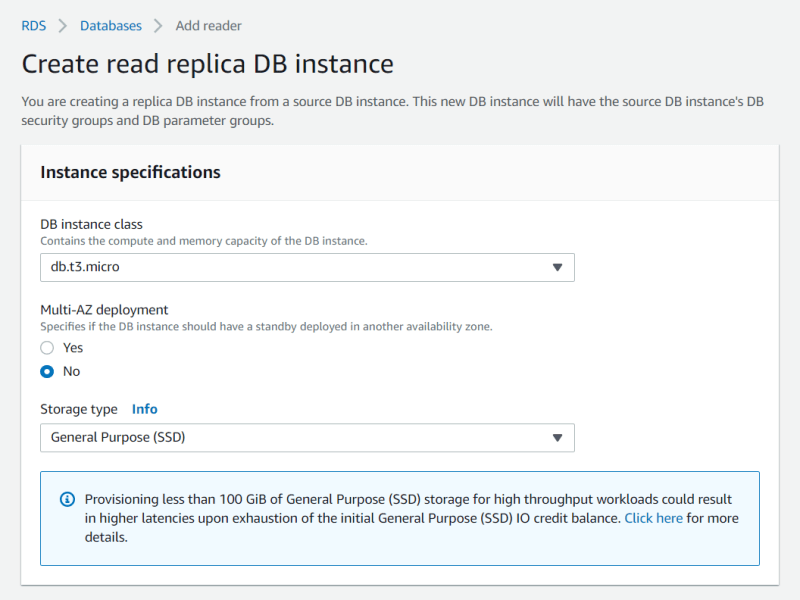 RDS > Databases > Add reader
Create read replica DB instance
You are creating a replica DB instance from a source DB instance. This new DB instance will have the source DB instance's DB
security groups and DB parameter groups.
Instance specifications
DB instance class
Contains the compute and memory capacity of the DB instance.
db.t3.micro
Multi-AZ deployment
Specifies if the DB instance should have a standby deployed in another availability zone.
Yes
No
Storage type Info
General Purpose (SSD)
Provisioning less than 100 GiB of General Purpose (SSD) storage for high throughput workloads could result
in higher latencies upon exhaustion of the initial General Purpose (SSD) IO credit balance. Click here for more
details.